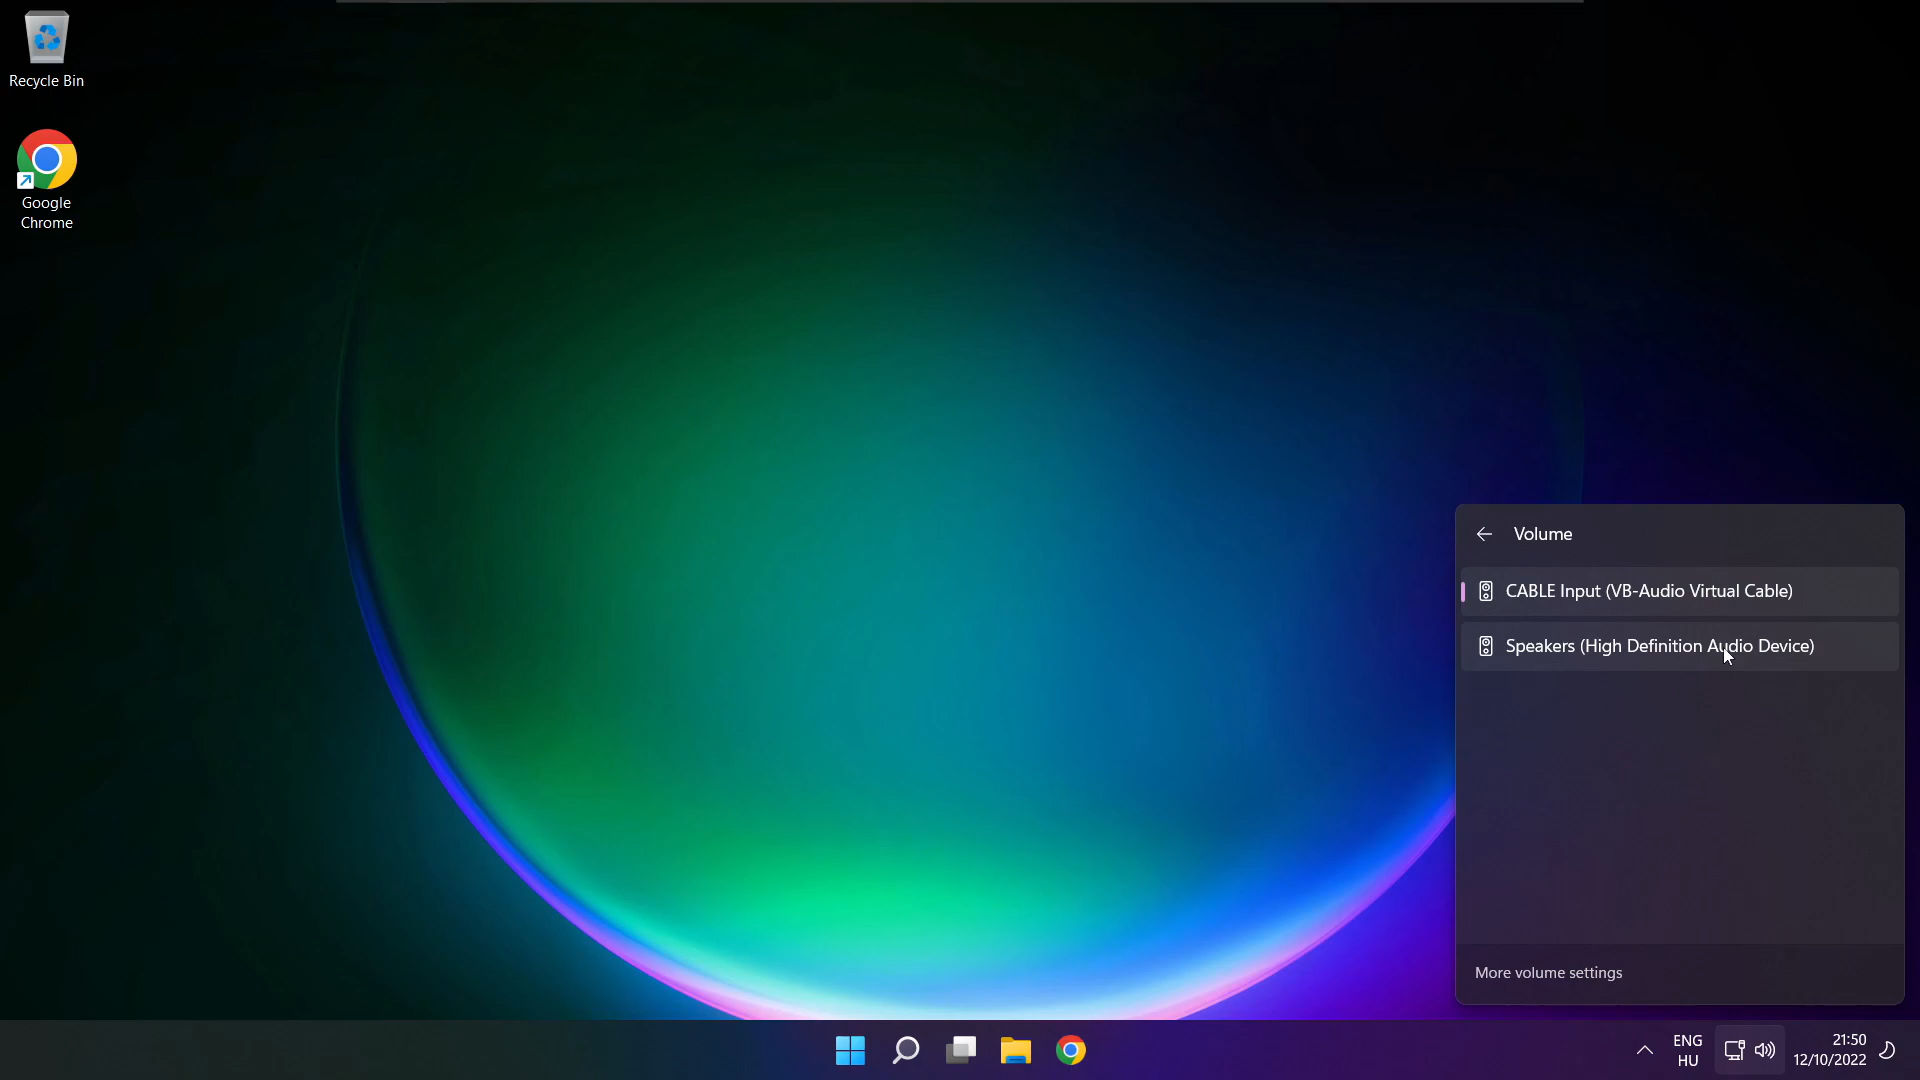 Recycle Bin
Google
Chrome
Volume
CABLE Input (VB-Audio Virtual Cable)
Speakers (High Definition Audio Device)
More volume settings
ENG
HU
21:50
12/10/2022